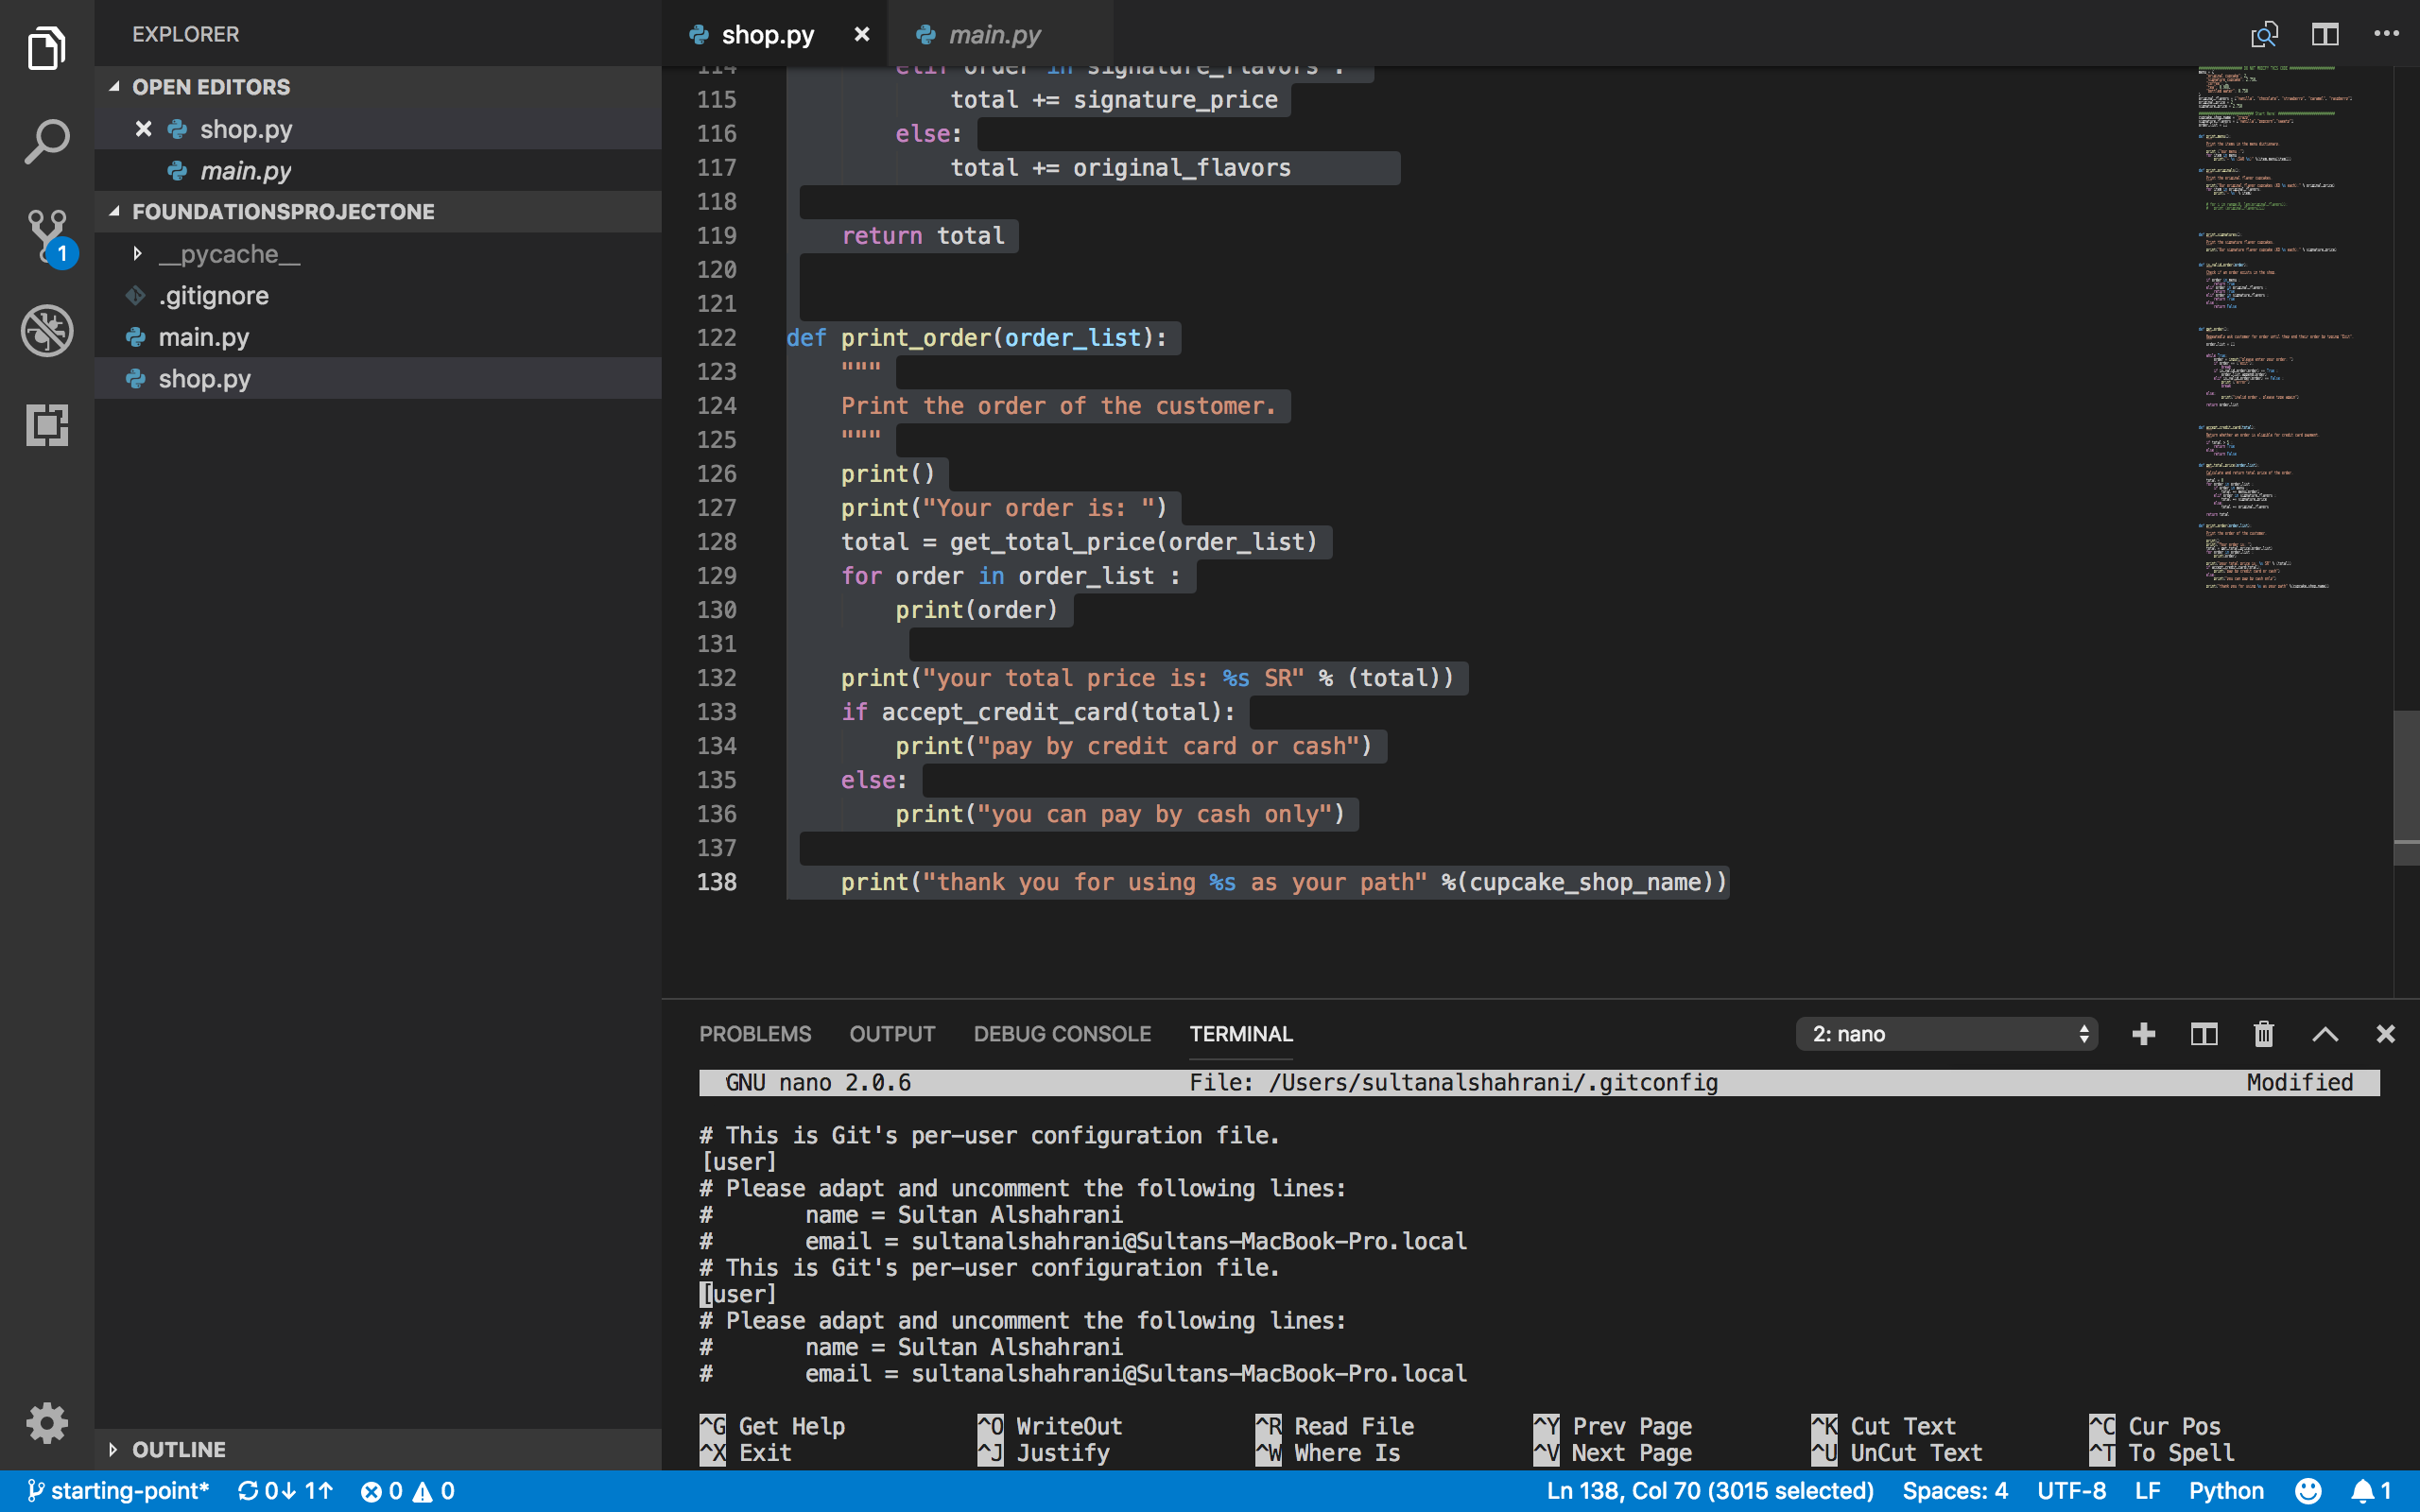 EXPLORER
OPEN EDITORS
shop.py
main.py
FOUNDATIONSPROJECTONE
__pycache__
.gitignore
main.py
shop.py
OUTLINE
1
shop.py
main.py
114 elif order in signature_flavors :
115 total += signature_price
116 else:
117 total += original_flavors
118
119 return total
120
121
122 def print_order(order_list):
123 """
124 Print the order of the customer.
125 """
126 print()
127 print("Your order is: ")
128 total = get_total_price(order_list)
129 for order in order_list :
130 print(order)
131
132 print("your total price is: %s SR" % (total))
133 if accept_credit_card(total):
134 print("pay by credit card or cash")
135 else:
136 print("you can pay by cash only")
137
138 print("thank you for using %s as your path" %(cupcake_shop_name))
PROBLEMS OUTPUT DEBUG CONSOLE TERMINAL 2: nano
GNU nano 2.0.6 File: /Users/sultanalshahrani/.gitconfig Modified
# This is Git's per-user configuration file.
[user]
# Please adapt and uncomment the following lines:
# name = Sultan Alshahrani
# email = sultanalshahrani@Sultans-MacBook-Pro.local
# This is Git's per-user configuration file.
[user]
# Please adapt and uncomment the following lines:
# name = Sultan Alshahrani
# email = sultanalshahrani@Sultans-MacBook-Pro.local
^G Get Help ^O WriteOut ^R Read File ^Y Prev Page ^K Cut Text ^C Cur Pos
^X Exit ^J Justify ^W Where Is ^V Next Page ^U UnCut Text ^T To Spell
starting-point* 0↓ 1↑ 0 0 Ln 138, Col 70 (3015 selected) Spaces: 4 UTF-8 LF Python 1